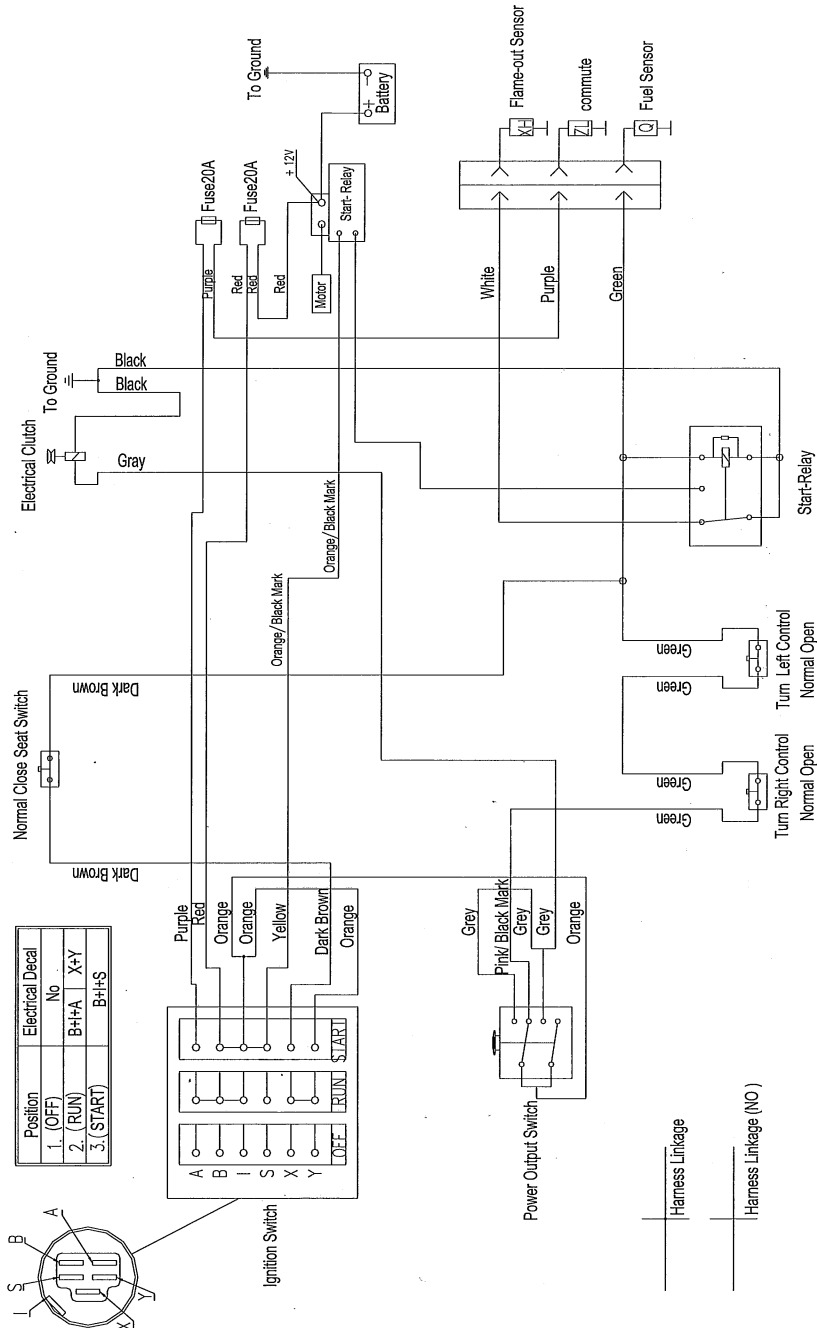 Position
Electrical Decal
1. (OFF)
No
2. (RUN)
B+I+A
X+Y
3. (START)
B+I+S
B
A
S
I
X
Y
Ignition Switch
A
B
I
S
X
Y
OFF
RUN
START
Purple
Red
Orange
Orange
Yellow
Dark Brown
Orange
Normal Close Seat Switch
Dark Brown
Dark Brown
Electrical Clutch
To Ground
Black
Black
Gray
Orange/ Black Mark
Orange/ Black Mark
Purple
Fuse20A
Red
Red
Fuse20A
Red
To Ground
Battery
+
−
+ 12V
Start- Relay
Motor
White
Purple
Green
XH
Flame-out Sensor
ZL
commute
Q
Fuel Sensor
Start-Relay
Green
Green
Turn Left Control
Normal Open
Green
Green
Turn Right Control
Normal Open
Power Output Switch
Grey
Pink/ Black Mark
Grey
Grey
Orange
Harness Linkage
Harness Linkage (NO )